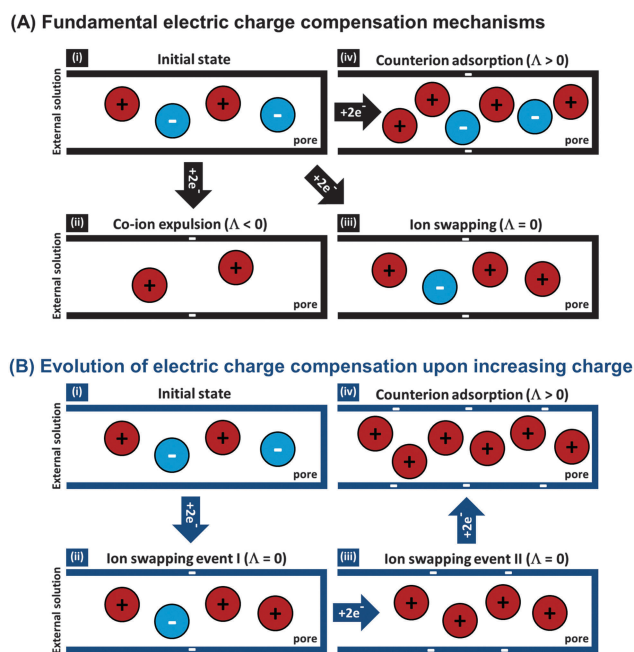 (A) Fundamental electric charge compensation mechanisms
(i) Initial state
External solution
+ - + -
pore
+2e⁻
(iv) Counterion adsorption (Λ > 0)
+ + - + - +
pore
+2e⁻
+2e⁻
(ii) Co-ion expulsion (Λ < 0)
External solution
+ +
pore
(iii) Ion swapping (Λ = 0)
+ - + +
pore
(B) Evolution of electric charge compensation upon increasing charge
(i) Initial state
External solution
+ - + -
pore
(iv) Counterion adsorption (Λ > 0)
+ + + + + +
pore
+2e⁻
+2e⁻
(ii) Ion swapping event I (Λ = 0)
External solution
+ - + +
pore
+2e⁻
(iii) Ion swapping event II (Λ = 0)
+ + + +
pore